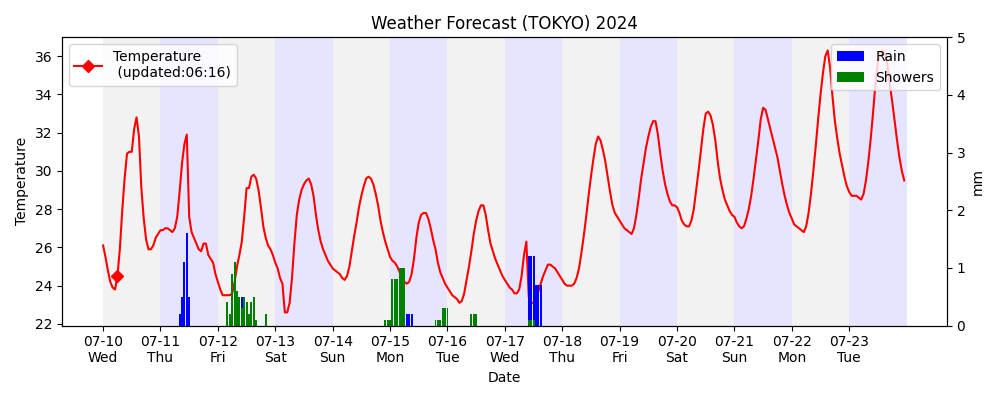 Weather Forecast (TOKYO) 2024
Temperature
(updated:06:16)
Rain
Showers
36
34
32
30
28
26
24
22
Temperature
5
4
3
2
1
0
mm
07-10 07-11 07-12 07-13 07-14 07-15 07-16 07-17 07-18 07-19 07-20 07-21 07-22 07-23
Wed Thu Fri Sat Sun Mon Tue Wed Thu Fri Sat Sun Mon Tue
Date